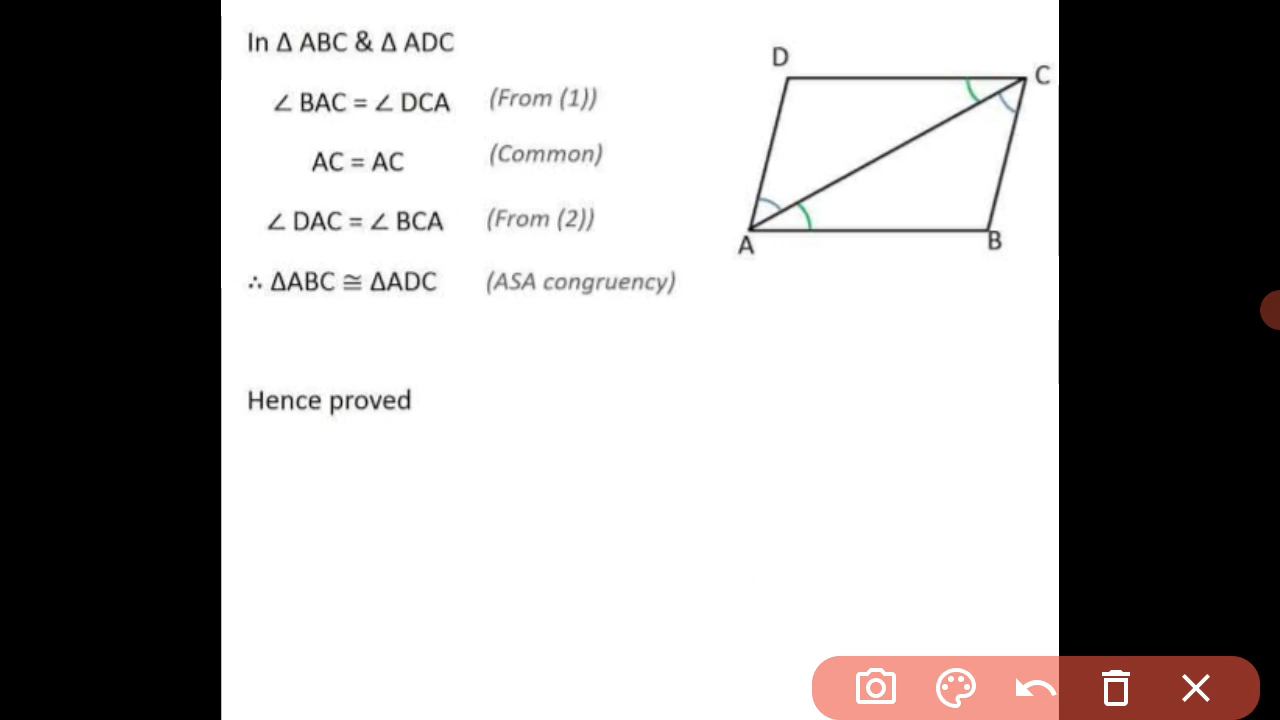 In Δ ABC & Δ ADC
∠ BAC = ∠ DCA (From (1))
AC = AC (Common)
∠ DAC = ∠ BCA (From (2))
∴ ΔABC ≅ ΔADC (ASA congruency)
Hence proved
D
C
A
B